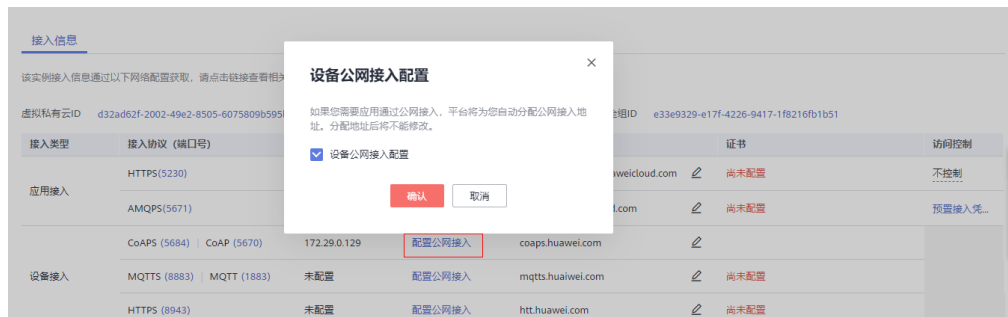 接入信息
该实例接入信息通过以下网络配置获取，请点击链接查看相关
虚拟私有云ID d32ad62f-2002-49e2-8505-6075809b595
组ID e33e9329-e17f-4226-9417-1f8216fb1b51
设备公网接入配置
如果您需要应用通过公网接入，平台将为您自动分配公网接入地
址。分配地址后将不能修改。
设备公网接入配置
确认 取消
接入类型 接入协议（端口号） 证书 访问控制
应用接入
HTTPS(5230) aweicloud.com 尚未配置 不控制
AMQPS(5671) l.com 尚未配置 预置接入凭...
设备接入
CoAPS (5684) | CoAP (5670) 172.29.0.129 配置公网接入 coaps.huawei.com
MQTTS (8883) | MQTT (1883) 未配置 配置公网接入 mqtts.huaiwei.com 尚未配置
HTTPS (8943) 未配置 配置公网接入 htt.huawei.com 尚未配置